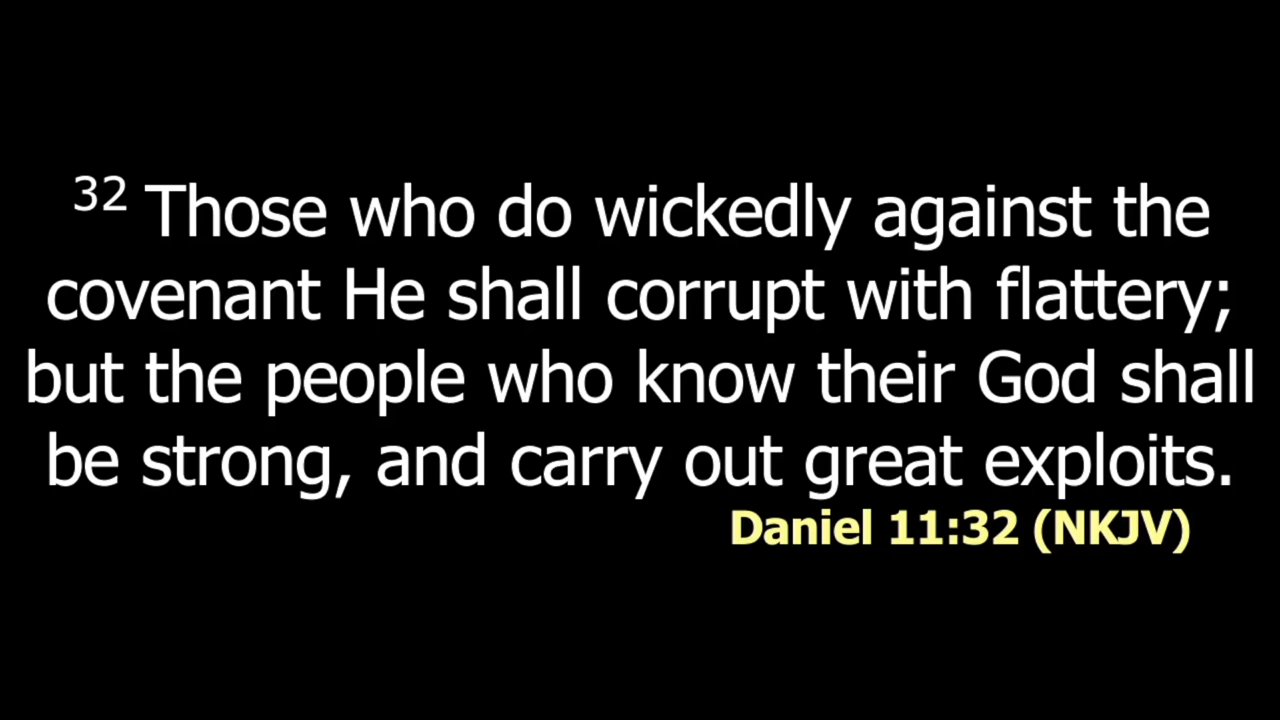 32 Those who do wickedly against the
covenant He shall corrupt with flattery;
but the people who know their God shall
be strong, and carry out great exploits.
Daniel 11:32 (NKJV)